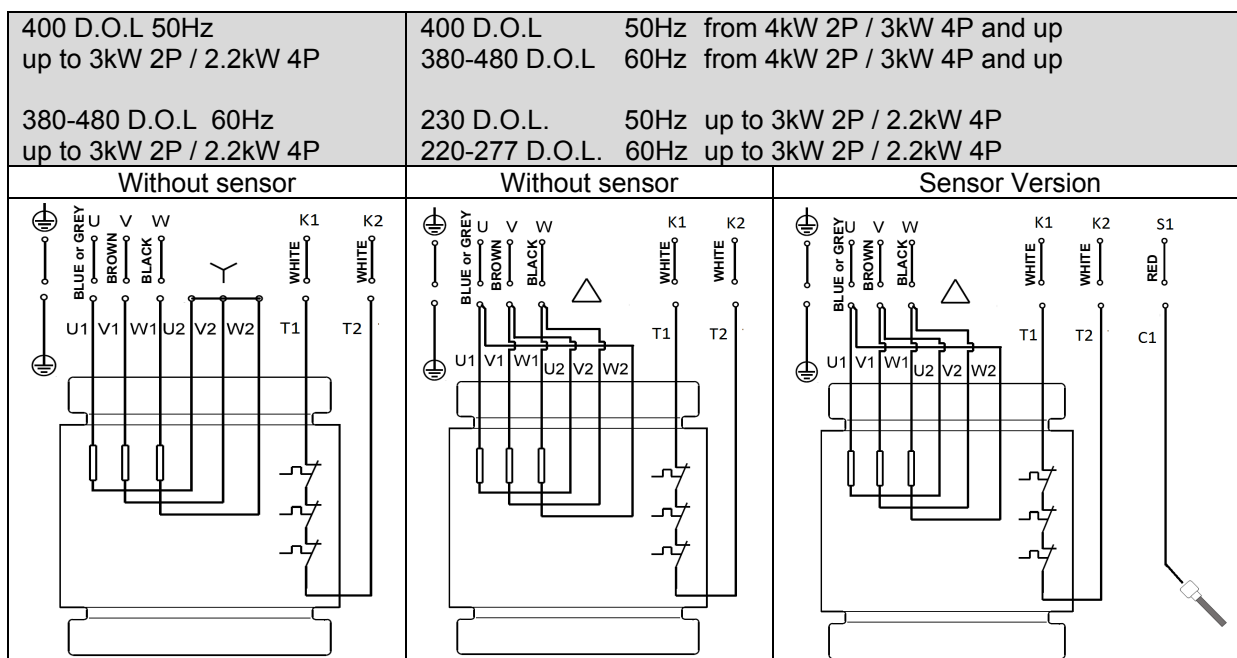 400 D.O.L 50Hz
up to 3kW 2P / 2.2kW 4P
380-480 D.O.L 60Hz
up to 3kW 2P / 2.2kW 4P
400 D.O.L 50Hz from 4kW 2P / 3kW 4P and up
380-480 D.O.L 60Hz from 4kW 2P / 3kW 4P and up
230 D.O.L. 50Hz up to 3kW 2P / 2.2kW 4P
220-277 D.O.L. 60Hz up to 3kW 2P / 2.2kW 4P
Without sensor
Without sensor
Sensor Version
U V W K1 K2
BLUE or GREY
BROWN
BLACK
WHITE
WHITE
U1 V1 W1 U2 V2 W2 T1 T2
U V W K1 K2
BLUE or GREY
BROWN
BLACK
WHITE
WHITE
U1 V1 W1 U2 V2 W2 T1 T2
U V W K1 K2 S1
BLUE or GREY
BROWN
BLACK
WHITE
WHITE
RED
U1 V1 W1 U2 V2 W2 T1 T2 C1